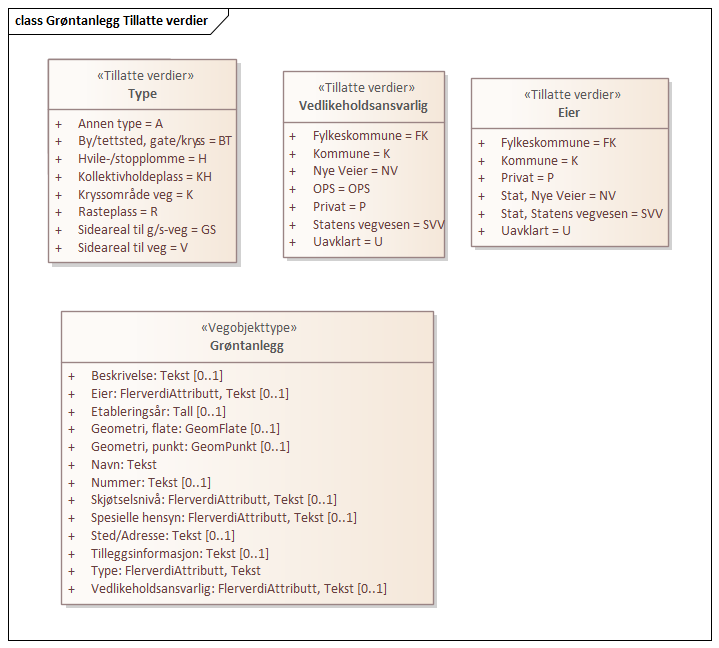 class Grøntanlegg Tillatte verdier
«Tillatte verdier»
Type
+ Annen type = A
+ By/tettsted, gate/kryss = BT
+ Hvile-/stopplomme = H
+ Kollektivholdeplass = KH
+ Kryssområde veg = K
+ Rasteplass = R
+ Sideareal til g/s-veg = GS
+ Sideareal til veg = V
«Tillatte verdier»
Vedlikeholdsansvarlig
+ Fylkeskommune = FK
+ Kommune = K
+ Nye Veier = NV
+ OPS = OPS
+ Privat = P
+ Statens vegvesen = SVV
+ Uavklart = U
«Tillatte verdier»
Eier
+ Fylkeskommune = FK
+ Kommune = K
+ Privat = P
+ Stat, Nye Veier = NV
+ Stat, Statens vegvesen = SVV
+ Uavklart = U
«Vegobjekttype»
Grøntanlegg
+ Beskrivelse: Tekst [0..1]
+ Eier: FlerverdiAttributt, Tekst [0..1]
+ Etableringsår: Tall [0..1]
+ Geometri, flate: GeomFlate [0..1]
+ Geometri, punkt: GeomPunkt [0..1]
+ Navn: Tekst
+ Nummer: Tekst [0..1]
+ Skjøtselsnivå: FlerverdiAttributt, Tekst [0..1]
+ Spesielle hensyn: FlerverdiAttributt, Tekst [0..1]
+ Sted/Adresse: Tekst [0..1]
+ Tilleggsinformasjon: Tekst [0..1]
+ Type: FlerverdiAttributt, Tekst
+ Vedlikeholdsansvarlig: FlerverdiAttributt, Tekst [0..1]